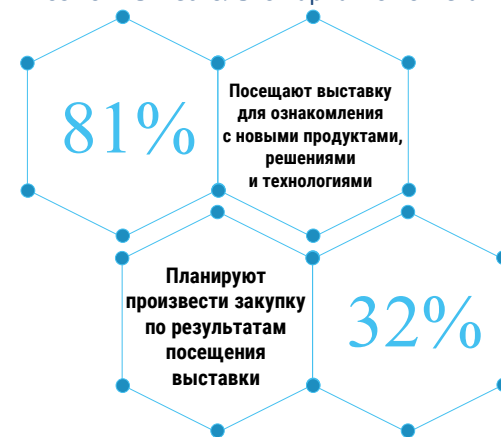 81%
Посещают выставку
для ознакомления
с новыми продуктами,
решениями
и технологиями
Планируют
произвести закупку
по результатам
посещения
выставки
32%